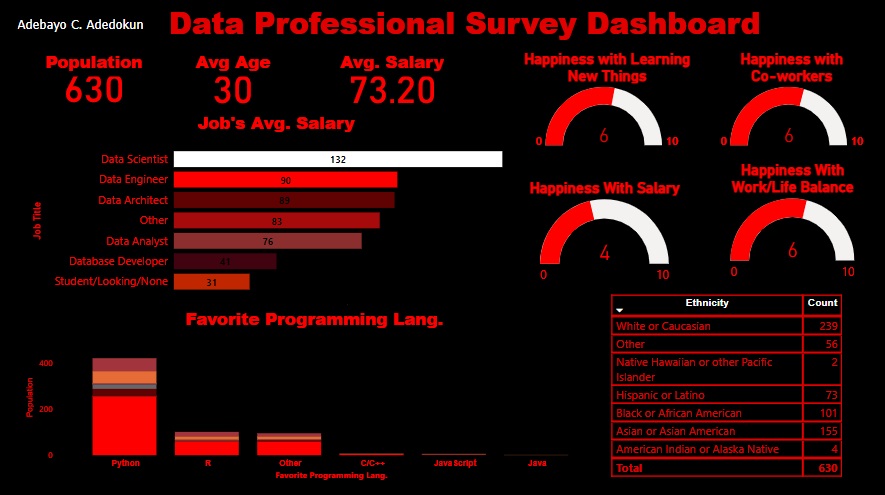 Adebayo C. Adedokun
Data Professional Survey Dashboard
Population
630
Avg Age
30
Avg. Salary
73.20
Happiness with Learning
New Things
0
6
10
Happiness with
Co-workers
0
6
10
Job's Avg. Salary
Job Title
Data Scientist 132
Data Engineer 90
Data Architect 89
Other 83
Data Analyst 76
Database Developer 41
Student/Looking/None 31
Happiness With Salary
0
4
10
Happiness With
Work/Life Balance
0
6
10
Favorite Programming Lang.
Population
400
200
0
Python R Other C/C++ JavaScript Java
Favorite Programming Lang.
Ethnicity Count
White or Caucasian 239
Other 56
Native Hawaiian or other Pacific 2
Islander
Hispanic or Latino 73
Black or African American 101
Asian or Asian American 155
American Indian or Alaska Native 4
Total 630